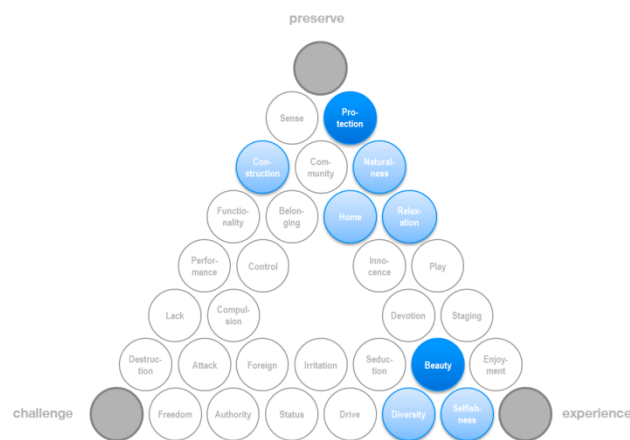 preserve
Sense
Pro-
tection
Con-
struction
Com-
munity
Natural-
ness
Functio-
nality
Belon-
ging
Home
Relax-
ation
Perfor-
mance
Control
Inno-
cence
Play
Lack
Compul-
sion
Devotion
Staging
Destruc-
tion
Attack
Foreign
Irritation
Seduc-
tion
Beauty
Enjoy-
ment
challenge
Freedom
Authority
Status
Drive
Diversity
Selfish-
ness
experience